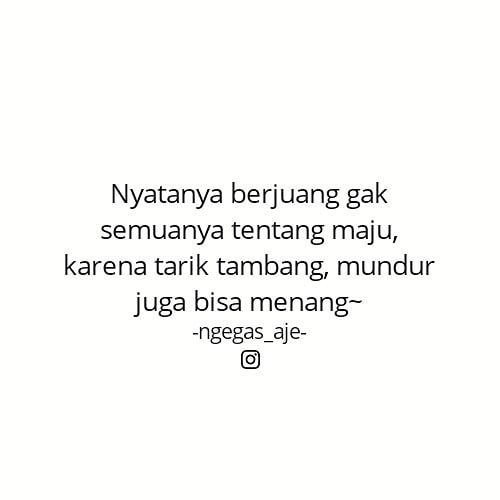 Nyatanya berjuang gak
semuanya tentang maju,
karena tarik tambang, mundur
juga bisa menang~
-ngegas_aje-